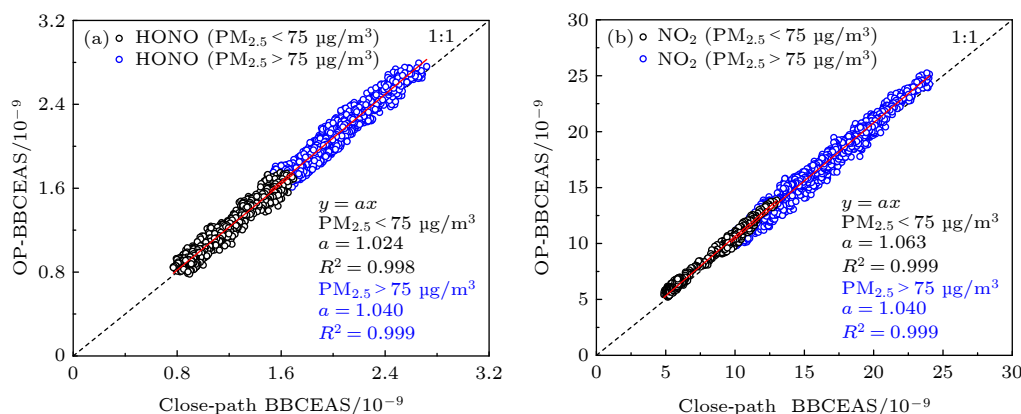 (a) HONO (PM2.5 < 75 µg/m³)
HONO (PM2.5 > 75 µg/m³)
1:1
3.2
2.4
1.6
0.8
0
OP-BBCEAS/10⁻⁹
y = ax
PM2.5 < 75 µg/m³
a = 1.024
R² = 0.998
PM2.5 > 75 µg/m³
a = 1.040
R² = 0.999
0.8 1.6 2.4 3.2
Close-path BBCEAS/10⁻⁹
(b) NO2 (PM2.5 < 75 µg/m³)
NO2 (PM2.5 > 75 µg/m³)
1:1
30
25
20
15
10
5
0
OP-BBCEAS/10⁻⁹
y = ax
PM2.5 < 75 µg/m³
a = 1.063
R² = 0.999
PM2.5 > 75 µg/m³
a = 1.040
R² = 0.999
0 5 10 15 20 25 30
Close-path BBCEAS/10⁻⁹